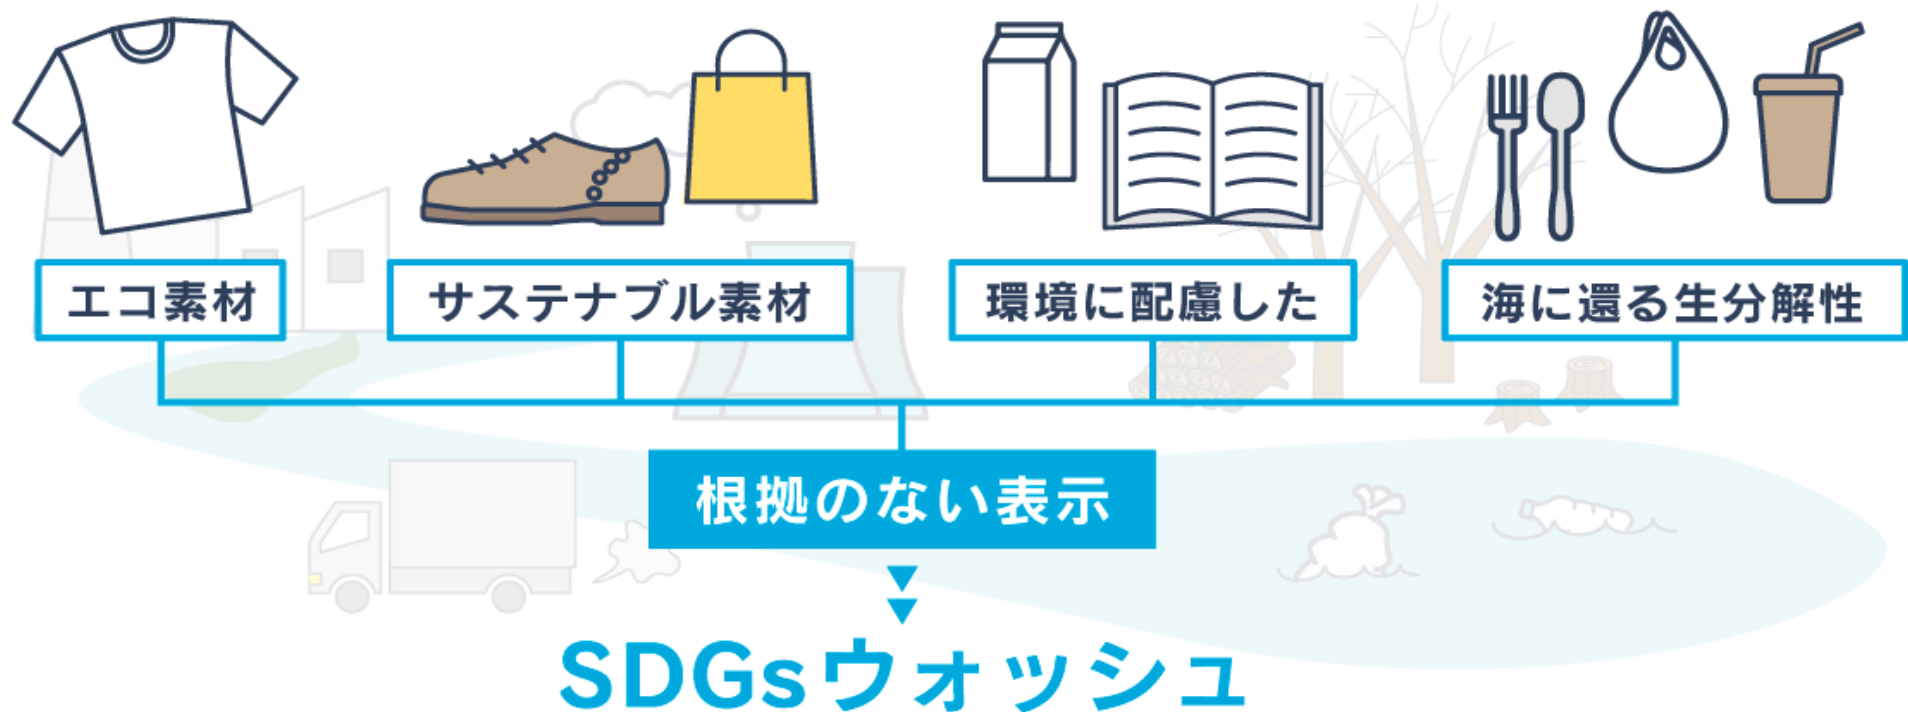 エコ素材
サステナブル素材
環境に配慮した
海に還る生分解性
根拠のない表示
SDGsウォッシュ